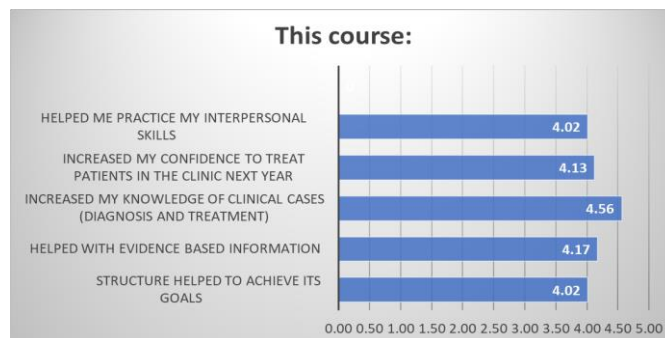 This course:
HELPED ME PRACTICE MY INTERPERSONAL
SKILLS
4.02
INCREASED MY CONFIDENCE TO TREAT
PATIENTS IN THE CLINIC NEXT YEAR
4.13
INCREASED MY KNOWLEDGE OF CLINICAL CASES
(DIAGNOSIS AND TREATMENT)
4.56
HELPED WITH EVIDENCE BASED INFORMATION
4.17
STRUCTURE HELPED TO ACHIEVE ITS
GOALS
4.02
0.00 0.50 1.00 1.50 2.00 2.50 3.00 3.50 4.00 4.50 5.00